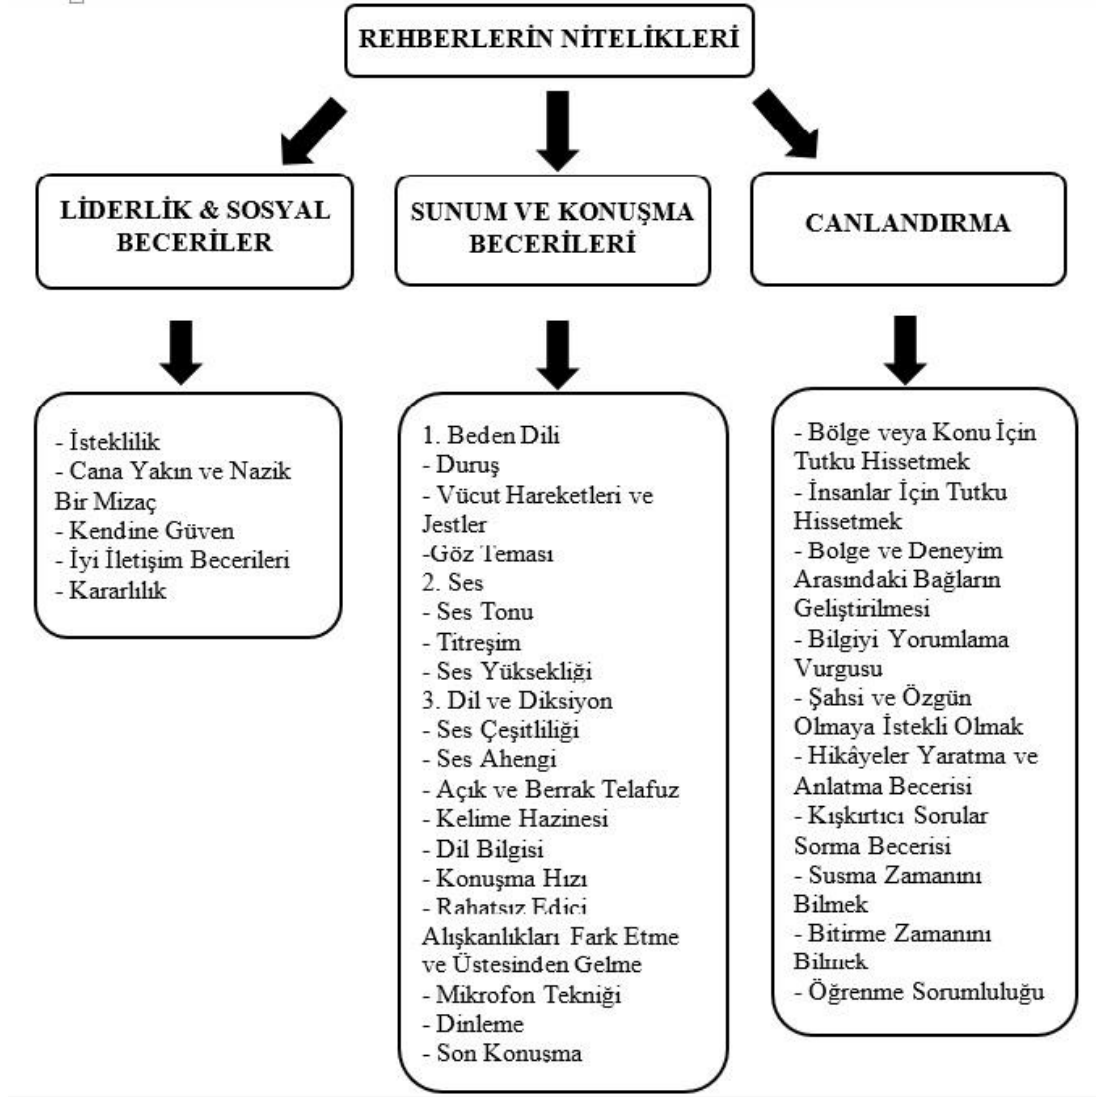 REHBERLERİN NİTELİKLERİ
LİDERLİK & SOSYAL
BECERİLER
SUNUM VE KONUŞMA
BECERİLERİ
CANLANDIRMA
- İsteklilik
- Cana Yakın ve Nazik
Bir Mizaç
- Kendine Güven
- İyi İletişim Becerileri
- Kararlılık
1. Beden Dili
- Duruş
- Vücut Hareketleri ve
Jestler
-Göz Teması
2. Ses
- Ses Tonu
- Titreşim
- Ses Yüksekliği
3. Dil ve Diksiyon
- Ses Çeşitliliği
- Ses Ahengi
- Açık ve Berrak Telafuz
- Kelime Hazinesi
- Dil Bilgisi
- Konuşma Hızı
- Rahatsız Edici
Alışkanlıkları Fark Etme
ve Üstesinden Gelme
- Mikrofon Tekniği
- Dinleme
- Son Konuşma
- Bölge veya Konu İçin
Tutku Hissetmek
- İnsanlar İçin Tutku
Hissetmek
- Bolge ve Deneyim
Arasındaki Bağların
Geliştirilmesi
- Bilgiyi Yorumlama
Vurgusu
- Şahsi ve Özgün
Olmaya İstekli Olmak
- Hikâyeler Yaratma ve
Anlatma Becerisi
- Kışkırtıcı Sorular
Sorma Becerisi
- Susma Zamanını
Bilmek
- Bitirme Zamanını
Bilmek
- Öğrenme Sorumluluğu